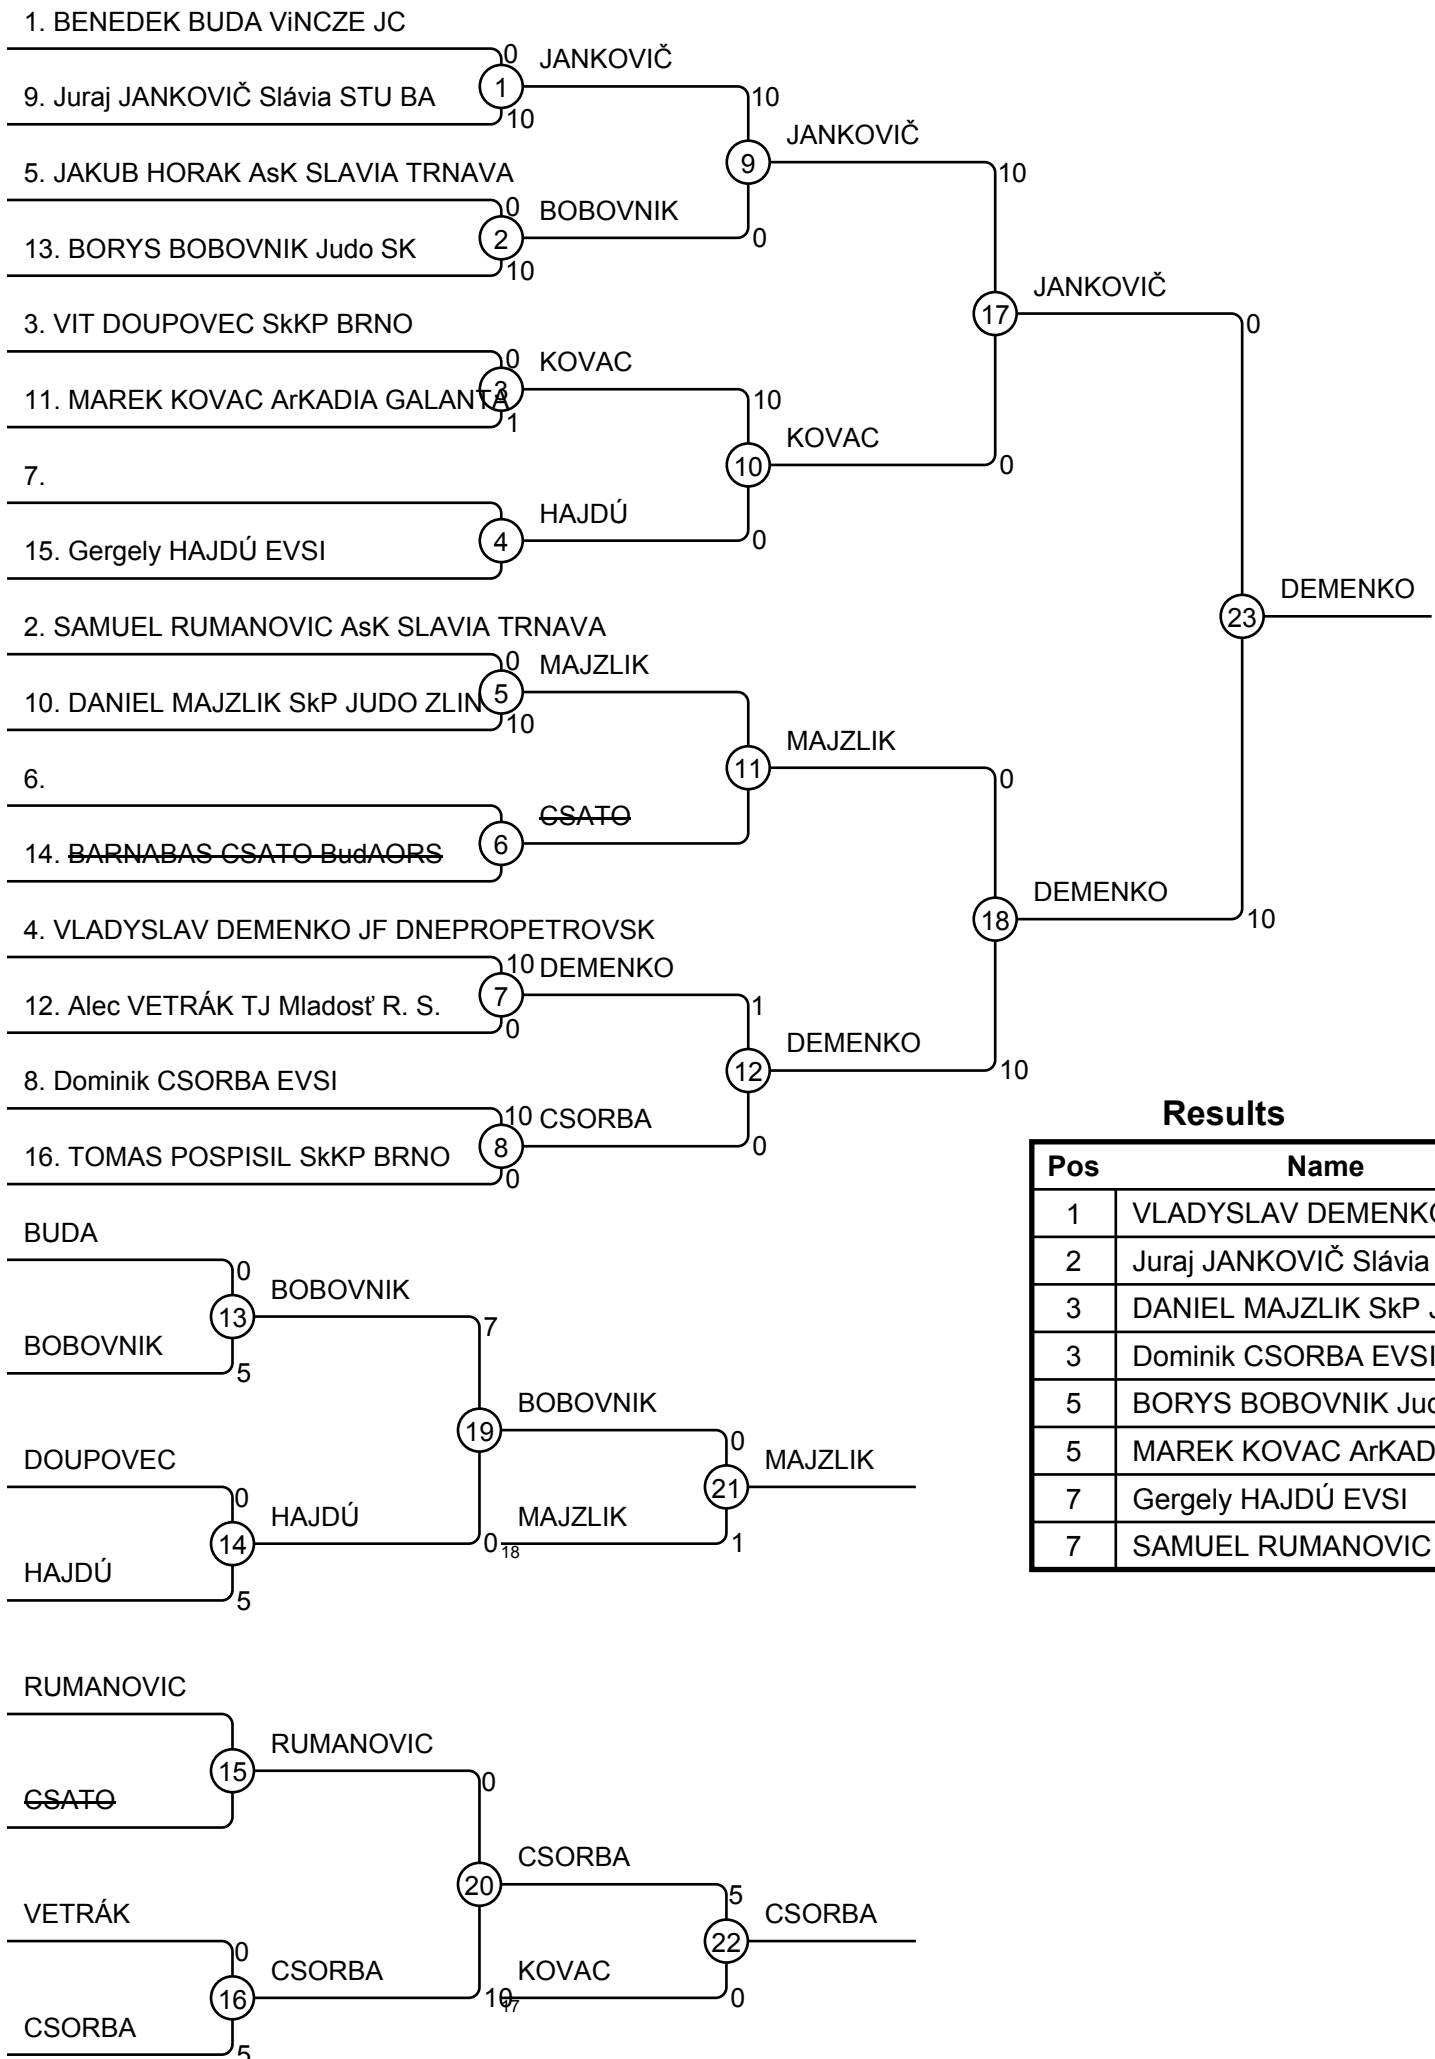 1. BENEDEK BUDA ViNCZE JC
0 JANKOVIČ
1
9. Juraj JANKOVIČ Slávia STU BA
10
10
JANKOVIČ
9
10
5. JAKUB HORAK AsK SLAVIA TRNAVA
0 BOBOVNIK
2
0
13. BORYS BOBOVNIK Judo SK
10
JANKOVIČ
17
0
3. VIT DOUPOVEC SkKP BRNO
0 KOVAC
3
11. MAREK KOVAC ArKADIA GALANTA
1
10
KOVAC
10
0
7.
HAJDÚ
4
0
15. Gergely HAJDÚ EVSI
DEMENKO
23
2. SAMUEL RUMANOVIC AsK SLAVIA TRNAVA
0 MAJZLIK
5
10. DANIEL MAJZLIK SkP JUDO ZLIN
10
MAJZLIK
11
0
6.
CSATO
6
14. BARNABAS CSATO BudAORS
DEMENKO
18
10
4. VLADYSLAV DEMENKO JF DNEPROPETROVSK
10 DEMENKO
7
1
12. Alec VETRÁK TJ Mladosť R. S.
0
DEMENKO
12
10
8. Dominik CSORBA EVSI
10 CSORBA
8
0
16. TOMAS POSPISIL SkKP BRNO
0
Results
Pos Name
1 VLADYSLAV DEMENKO
2 Juraj JANKOVIČ Slávia
3 DANIEL MAJZLIK SkP J
3 Dominik CSORBA EVSI
5 BORYS BOBOVNIK Jud
5 MAREK KOVAC ArKAD
7 Gergely HAJDÚ EVSI
7 SAMUEL RUMANOVIC
BUDA
0
BOBOVNIK
13
7
BOBOVNIK
5
BOBOVNIK
19
0
DOUPOVEC
0
MAJZLIK
21
HAJDÚ
14
0
18
MAJZLIK
1
HAJDÚ
5
RUMANOVIC
RUMANOVIC
15
0
CSATO
CSORBA
20
5
VETRÁK
0
CSORBA
22
CSORBA
16
10
17
KOVAC
0
CSORBA
5